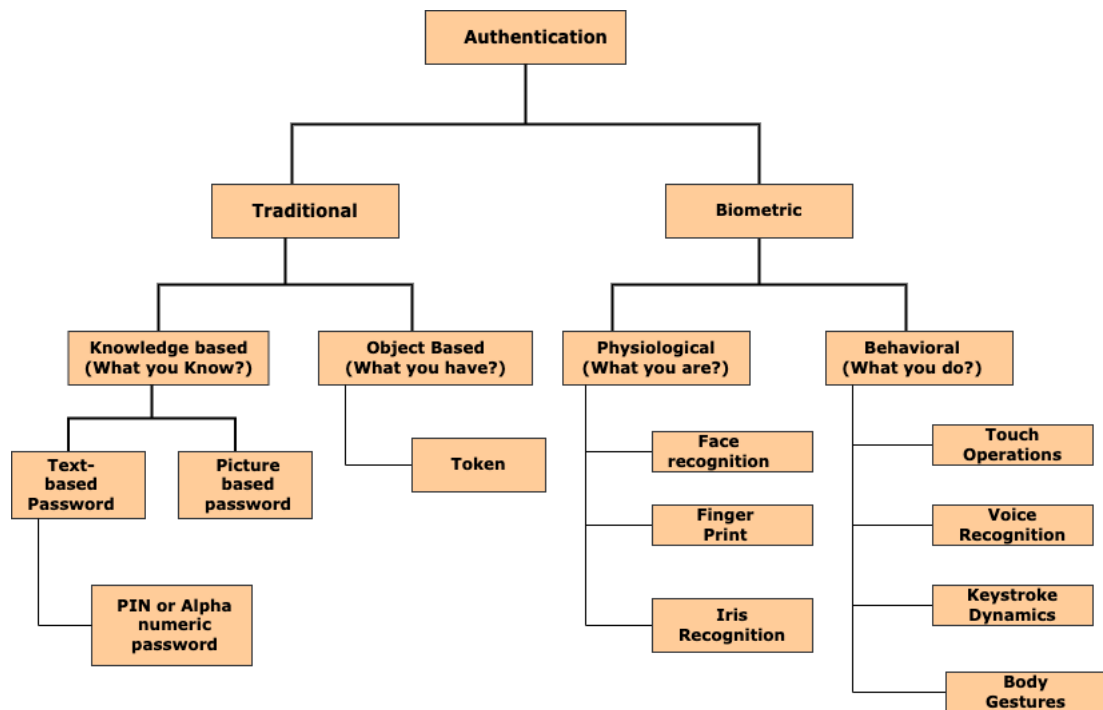 Authentication
Traditional
Biometric
Knowledge based
(What you Know?)
Object Based
(What you have?)
Physiological
(What you are?)
Behavioral
(What you do?)
Text-
based
Password
Picture
based
password
Token
Face
recognition
Touch
Operations
Finger
Print
Voice
Recognition
PIN or Alpha
numeric
password
Iris
Recognition
Keystroke
Dynamics
Body
Gestures